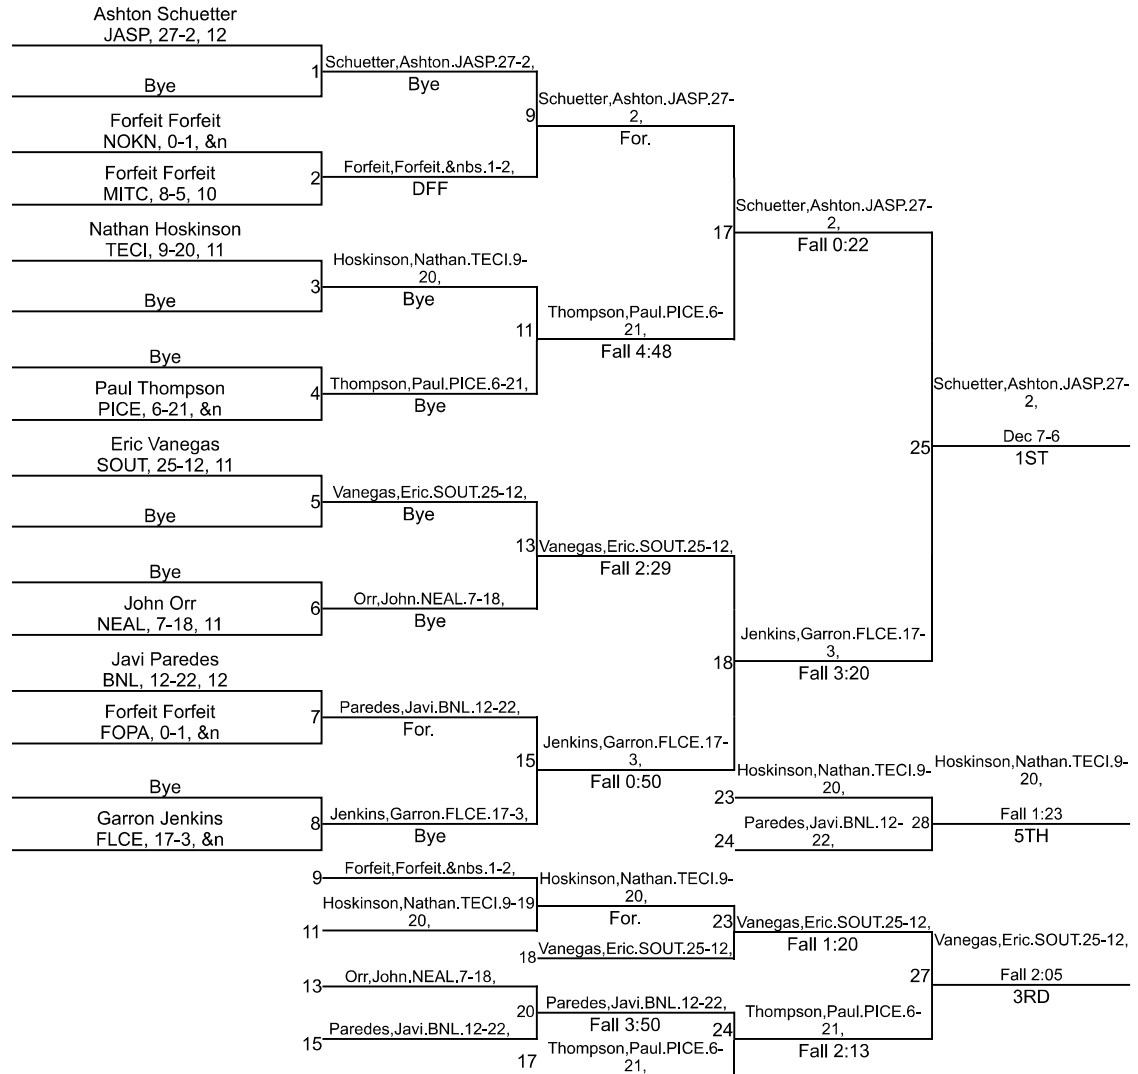 Ashton Schuetter
JASP, 27-2, 12
Schuetter,Ashton.JASP.27-2,
1
Bye
Bye
Schuetter,Ashton.JASP.27-
2,
9
For.
Forfeit Forfeit
NOKN, 0-1, &n
Forfeit,Forfeit.&nbs.1-2,
2
DFF
Forfeit Forfeit
MITC, 8-5, 10
Schuetter,Ashton.JASP.27-
2,
17
Fall 0:22
Nathan Hoskinson
TECI, 9-20, 11
Hoskinson,Nathan.TECI.9-
20,
3
Bye
Bye
Thompson,Paul.PICE.6-
21,
11
Fall 4:48
Bye
Thompson,Paul.PICE.6-21,
4
Bye
Paul Thompson
PICE, 6-21, &n
Schuetter,Ashton.JASP.27-
2,
25
Dec 7-6
1ST
Eric Vanegas
SOUT, 25-12, 11
Vanegas,Eric.SOUT.25-12,
5
Bye
Bye
13
Vanegas,Eric.SOUT.25-12,
Fall 2:29
Bye
Orr,John.NEAL.7-18,
6
Bye
John Orr
NEAL, 7-18, 11
Jenkins,Garron.FLCE.17-
3,
18
Fall 3:20
Javi Paredes
BNL, 12-22, 12
Paredes,Javi.BNL.12-22,
7
For.
Forfeit Forfeit
FOPA, 0-1, &n
Jenkins,Garron.FLCE.17-
3,
15
Fall 0:50
Bye
Jenkins,Garron.FLCE.17-3,
8
Bye
Garron Jenkins
FLCE, 17-3, &n
Hoskinson,Nathan.TECI.9-
20,
23
Hoskinson,Nathan.TECI.9-
20,
28
Fall 1:23
5TH
Paredes,Javi.BNL.12-
22,
24
9
Forfeit,Forfeit.&nbs.1-2,
Hoskinson,Nathan.TECI.9-
20,
19
For.
Hoskinson,Nathan.TECI.9-
20,
11
23
Vanegas,Eric.SOUT.25-12,
Fall 1:20
18
Vanegas,Eric.SOUT.25-12,
Vanegas,Eric.SOUT.25-12,
27
Fall 2:05
3RD
13
Orr,John.NEAL.7-18,
20
Paredes,Javi.BNL.12-22,
Fall 3:50
15
Paredes,Javi.BNL.12-22,
24
Thompson,Paul.PICE.6-
21,
Fall 2:13
17
Thompson,Paul.PICE.6-
21,